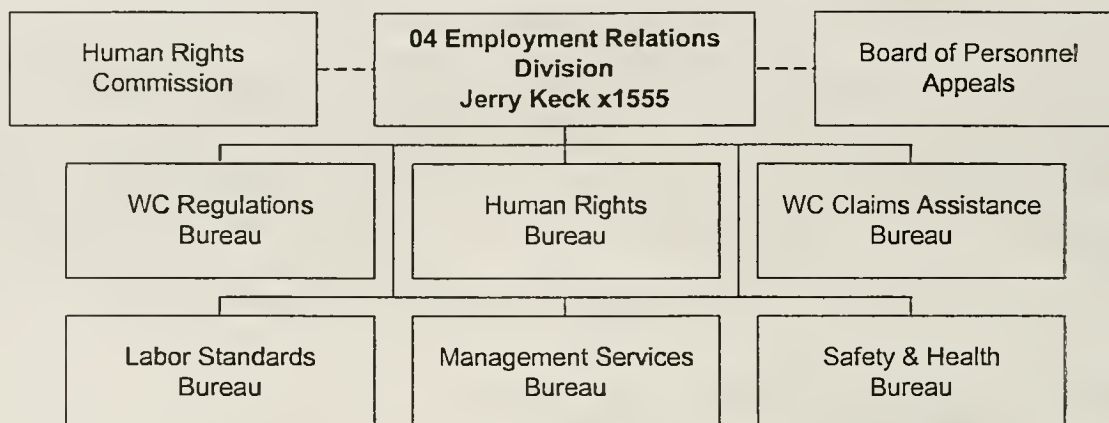 Human Rights
Commission
04 Employment Relations
Division
Jerry Keck x1555
Board of Personnel
Appeals
WC Regulations
Bureau
Human Rights
Bureau
WC Claims Assistance
Bureau
Labor Standards
Bureau
Management Services
Bureau
Safety & Health
Bureau